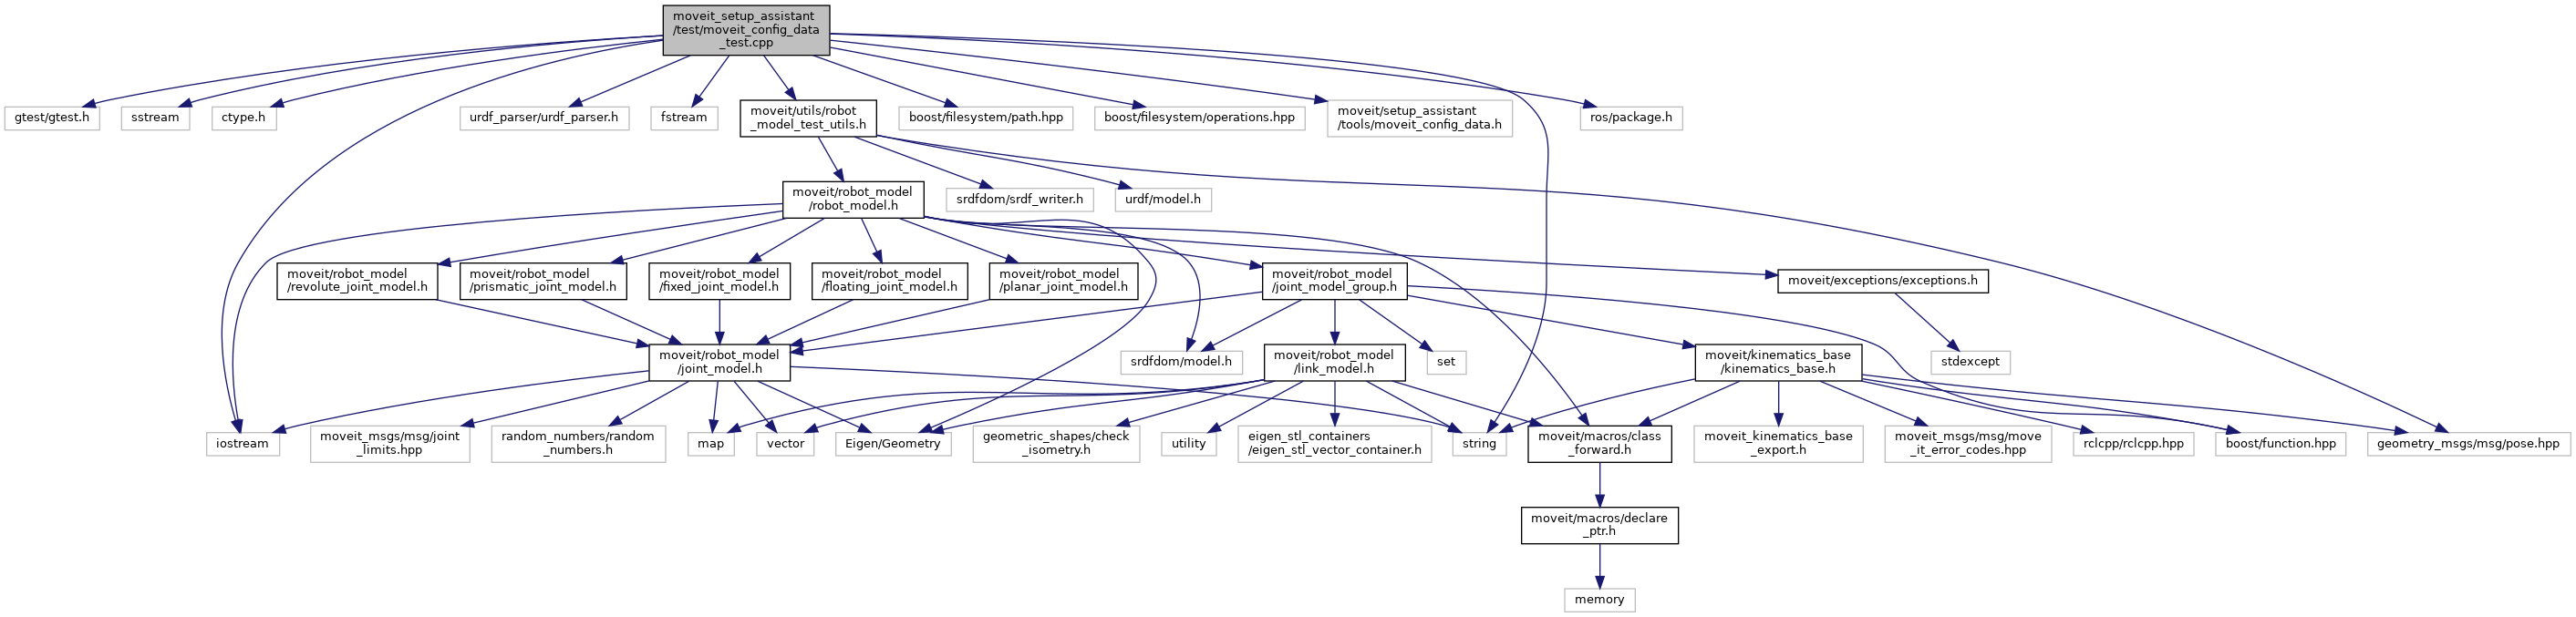 moveit_setup_assistant
/test/moveit_config_data
_test.cpp
gtest/gtest.h
sstream
ctype.h
urdf_parser/urdf_parser.h
fstream
moveit/utils/robot
_model_test_utils.h
boost/filesystem/path.hpp
boost/filesystem/operations.hpp
moveit/setup_assistant
/tools/moveit_config_data.h
ros/package.h
moveit/robot_model
/robot_model.h
srdfdom/srdf_writer.h
urdf/model.h
moveit/robot_model
/revolute_joint_model.h
moveit/robot_model
/prismatic_joint_model.h
moveit/robot_model
/fixed_joint_model.h
moveit/robot_model
/floating_joint_model.h
moveit/robot_model
/planar_joint_model.h
moveit/robot_model
/joint_model_group.h
moveit/exceptions/exceptions.h
moveit/robot_model
/joint_model.h
srdfdom/model.h
moveit/robot_model
/link_model.h
set
moveit/kinematics_base
/kinematics_base.h
stdexcept
iostream
moveit_msgs/msg/joint
_limits.hpp
random_numbers/random
_numbers.h
map
vector
Eigen/Geometry
geometric_shapes/check
_isometry.h
utility
eigen_stl_containers
/eigen_stl_vector_container.h
string
moveit/macros/class
_forward.h
moveit_kinematics_base
_export.h
moveit_msgs/msg/move
_it_error_codes.hpp
rclcpp/rclcpp.hpp
boost/function.hpp
geometry_msgs/msg/pose.hpp
moveit/macros/declare
_ptr.h
memory